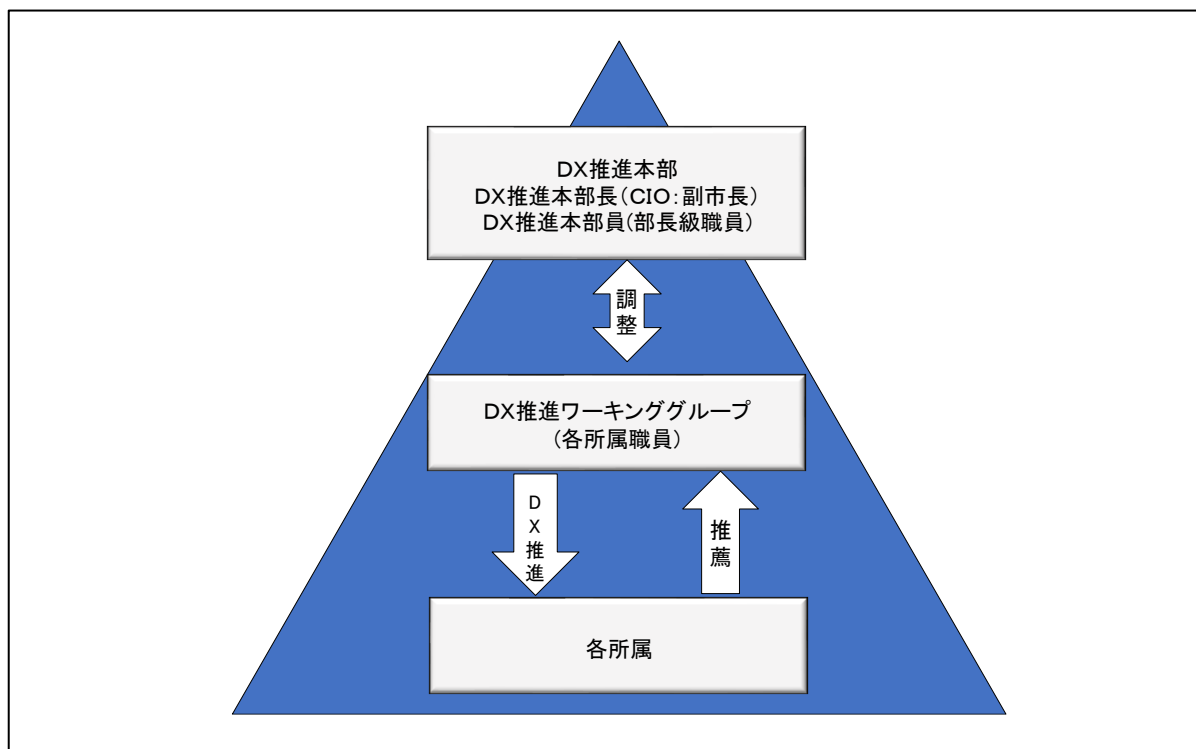 DX推進本部
DX推進本部長(CIO:副市長)
DX推進本部員(部長級職員)
調整
DX推進ワーキンググループ
(各所属職員)
DX推進
推薦
各所属